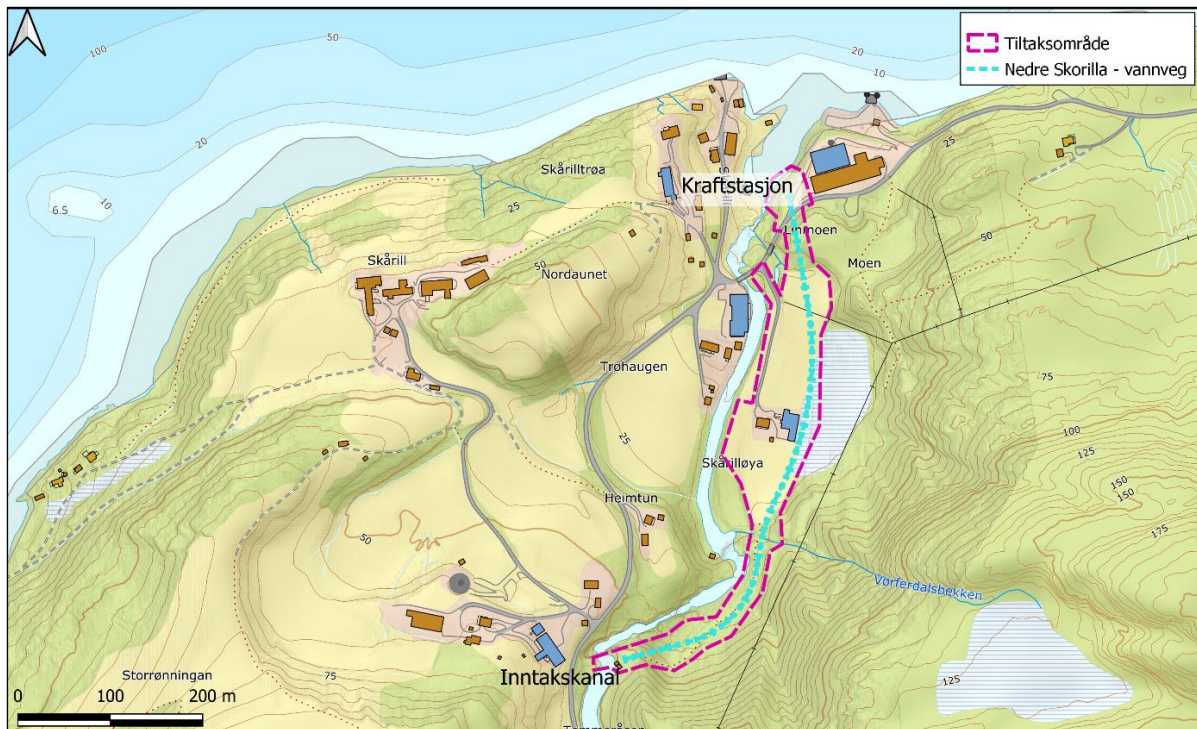 Tiltaksområde
Nedre Skorilla - vannveg
100
50
20
10
20
25
6.5
10
Skårilltrøa
25
Kraftstasjon
Linmoen
50
Skårill
50
Nordaunet
Moen
Trøhaugen
75
25
100
125
Skårilløya
150
150
Heimtun
175
50
Vørferdalsbekken
Inntakskanal
Storrønningan
75
125
0 100 200 m